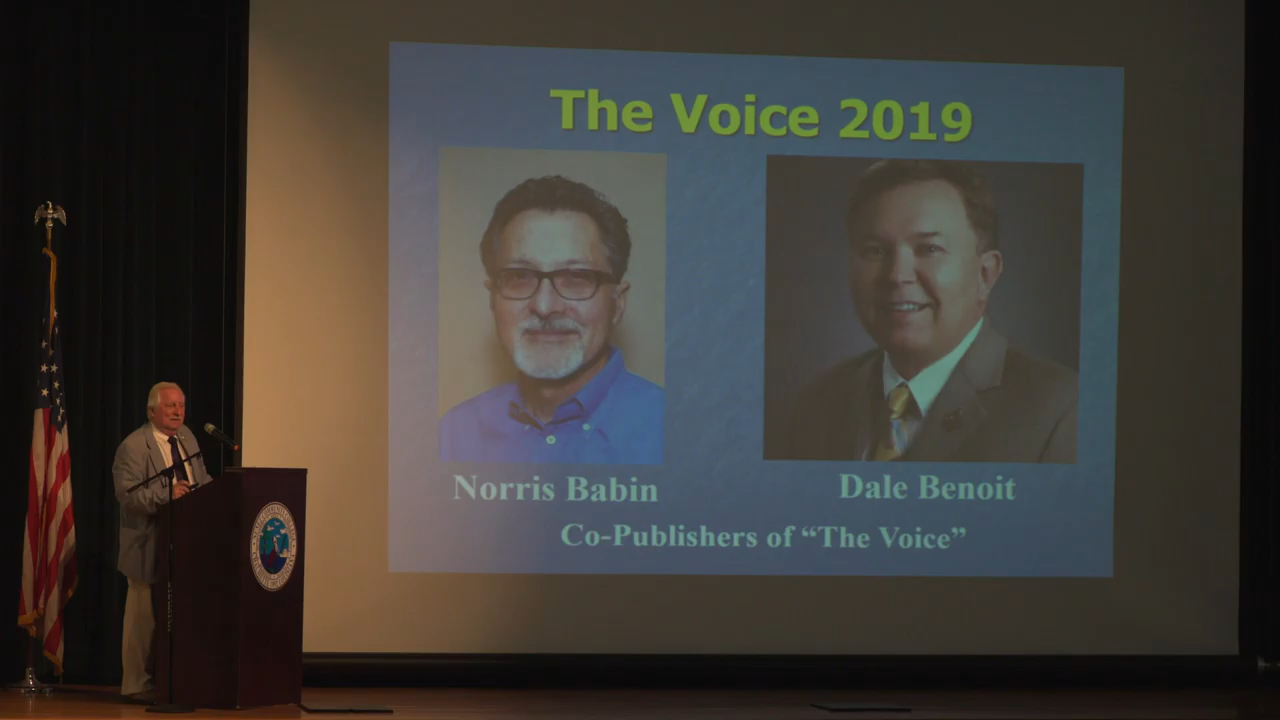 The Voice 2019
Norris Babin
Dale Benoit
Co-Publishers of “The Voice”